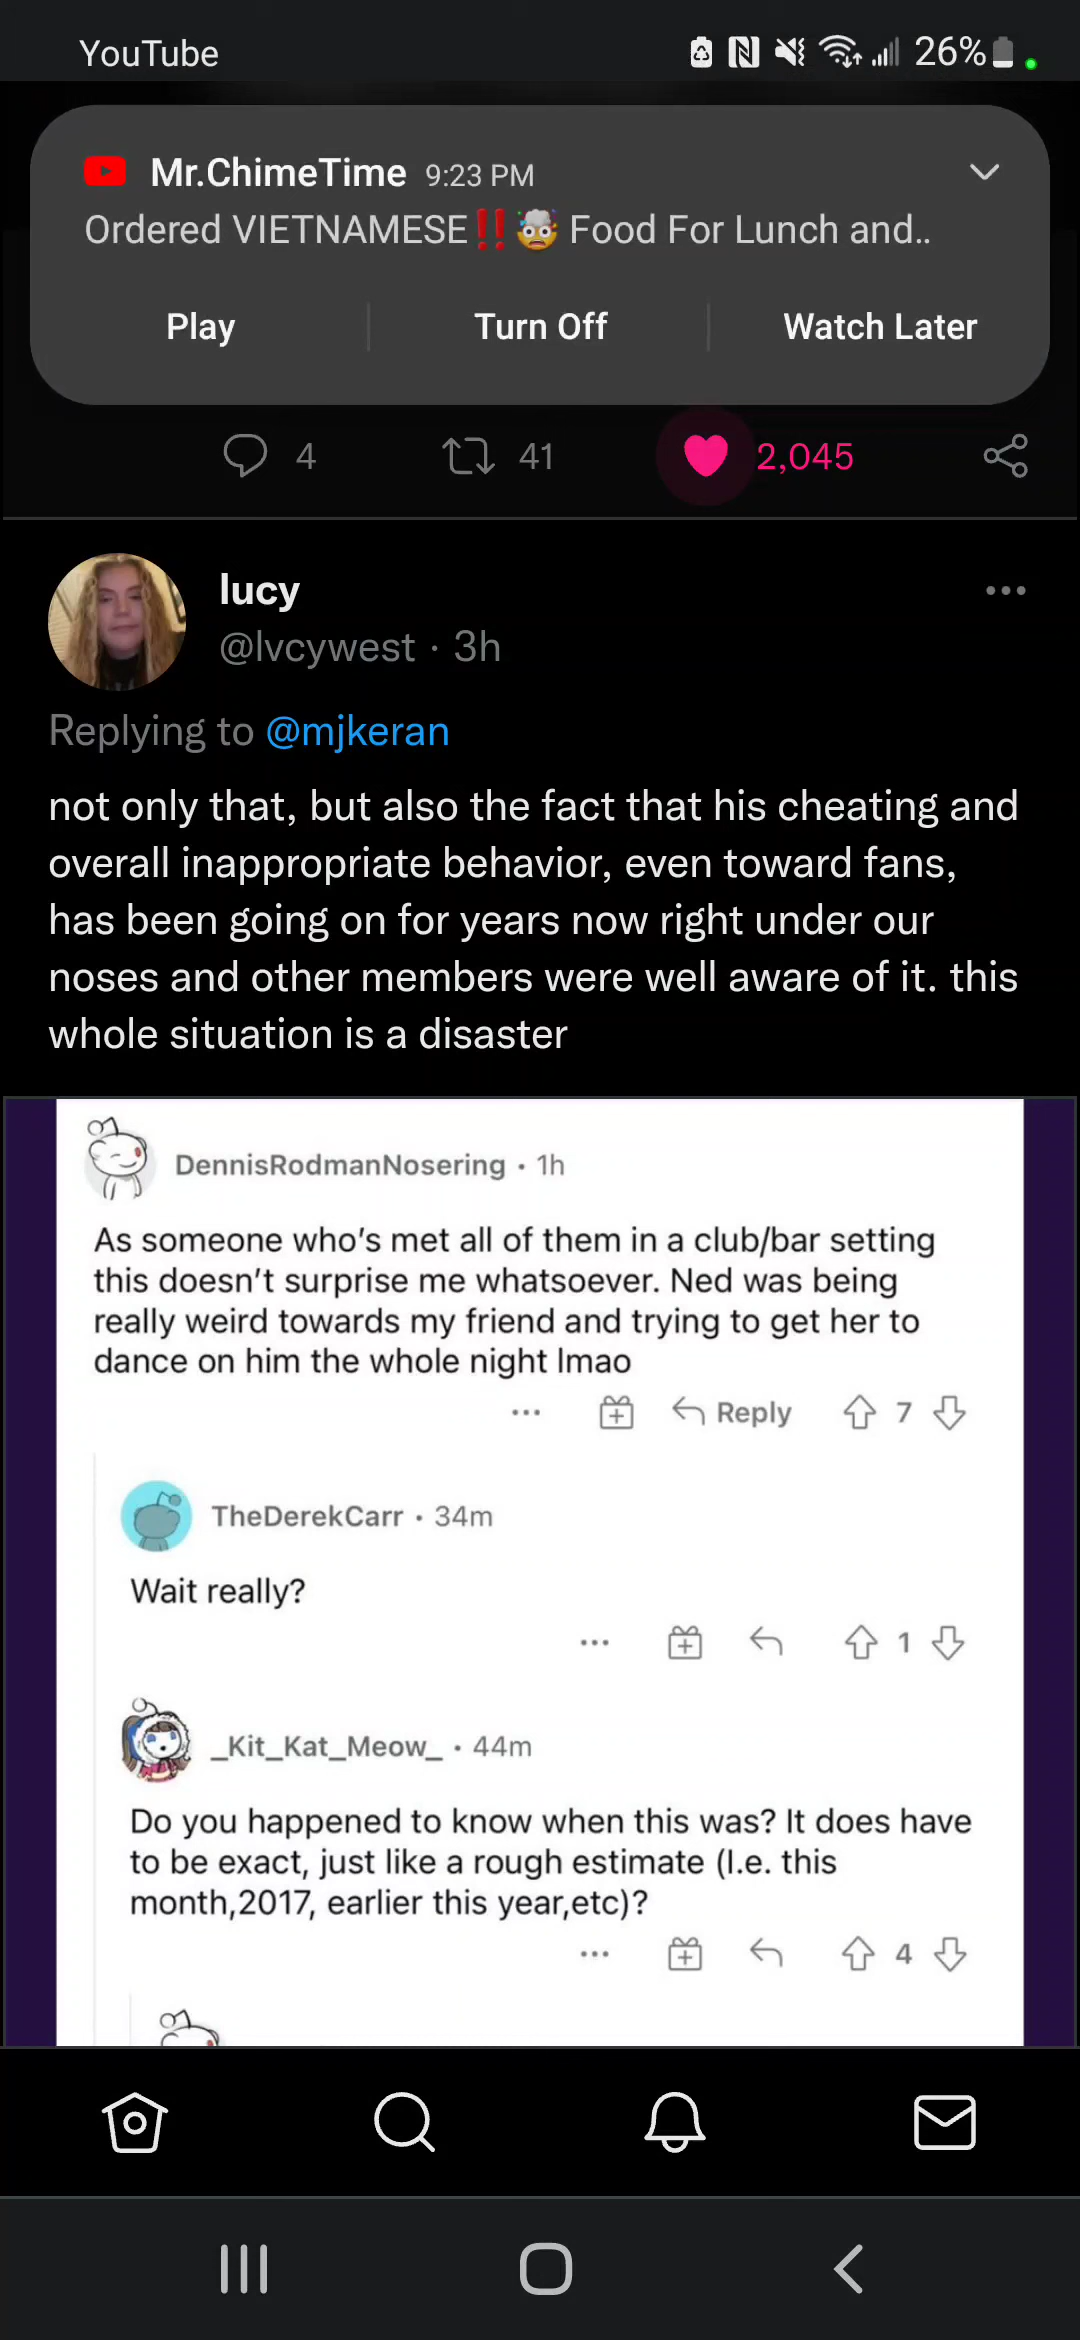 YouTube
26%
Mr.ChimeTime 9:23 PM
Ordered VIETNAMESE‼️🤯 Food For Lunch and..
Play
Turn Off
Watch Later
4
41
2,045
lucy
@lvcywest · 3h
Replying to @mjkeran
not only that, but also the fact that his cheating and
overall inappropriate behavior, even toward fans,
has been going on for years now right under our
noses and other members were well aware of it. this
whole situation is a disaster
DennisRodmanNosering · 1h
As someone who's met all of them in a club/bar setting
this doesn't surprise me whatsoever. Ned was being
really weird towards my friend and trying to get her to
dance on him the whole night lmao
Reply
7
TheDerekCarr · 34m
Wait really?
1
_Kit_Kat_Meow_ · 44m
Do you happened to know when this was? It does have
to be exact, just like a rough estimate (I.e. this
month,2017, earlier this year,etc)?
4